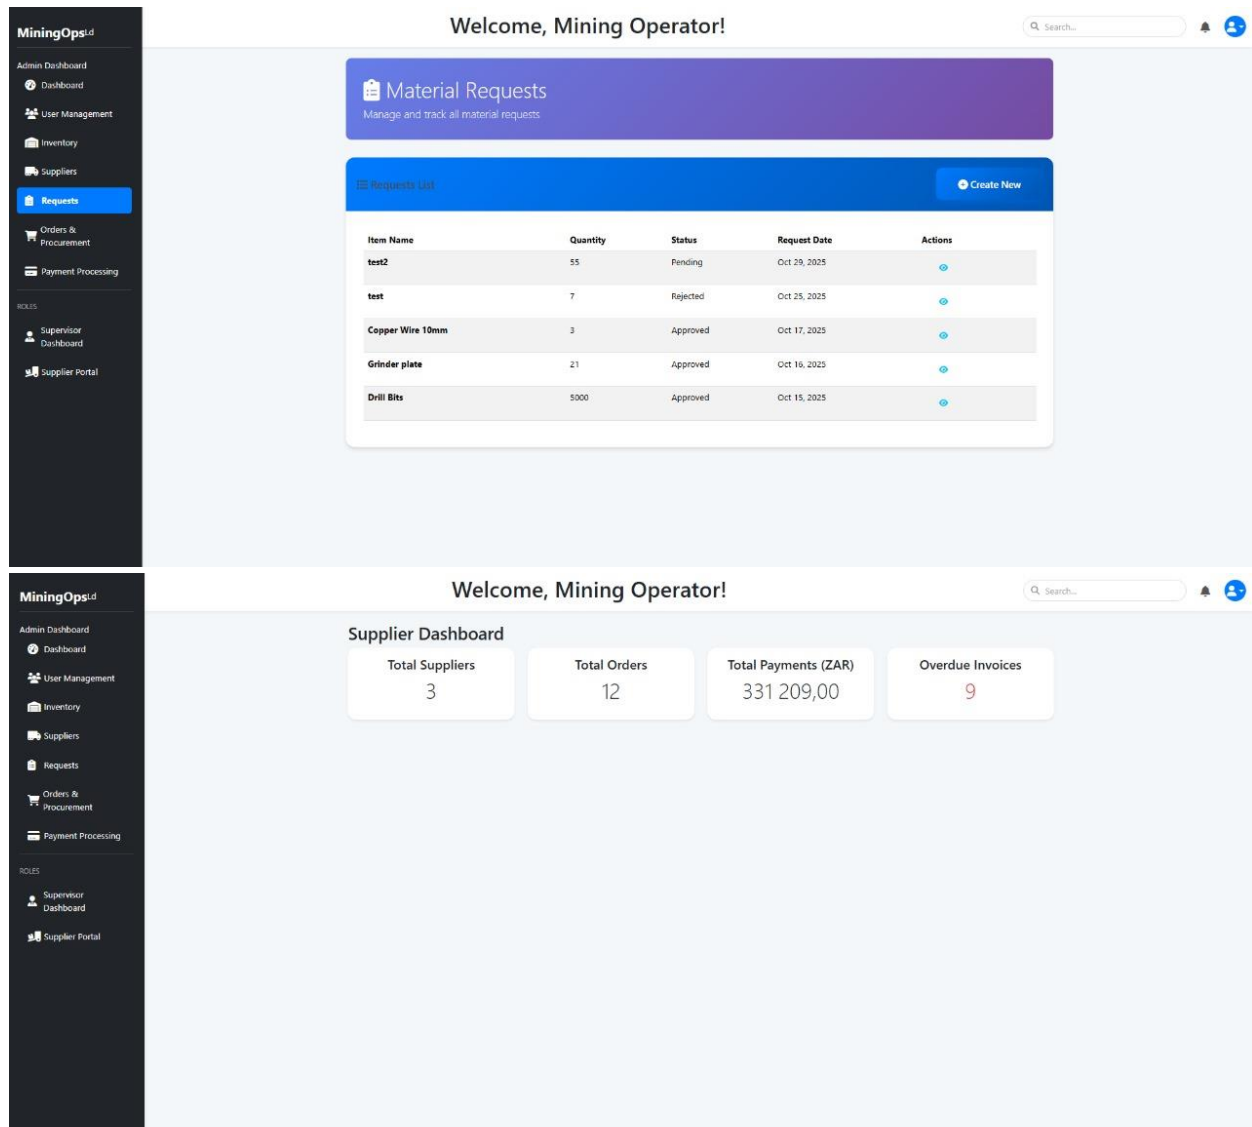 MiningOpsLd
Welcome, Mining Operator!
Search...
Admin Dashboard
Dashboard
User Management
Inventory
Suppliers
Requests
Orders &
Procurement
Payment Processing
ROLES
Supervisor
Dashboard
Supplier Portal
Material Requests
Manage and track all material requests
Requests List
Create New
Item Name Quantity Status Request Date Actions
test2 55 Pending Oct 29, 2025
test 7 Rejected Oct 25, 2025
Copper Wire 10mm 3 Approved Oct 17, 2025
Grinder plate 21 Approved Oct 16, 2025
Drill Bits 5000 Approved Oct 15, 2025
MiningOpsLd
Welcome, Mining Operator!
Search...
Admin Dashboard
Dashboard
User Management
Inventory
Suppliers
Requests
Orders &
Procurement
Payment Processing
ROLES
Supervisor
Dashboard
Supplier Portal
Supplier Dashboard
Total Suppliers Total Orders Total Payments (ZAR) Overdue Invoices
3 12 331 209,00 9